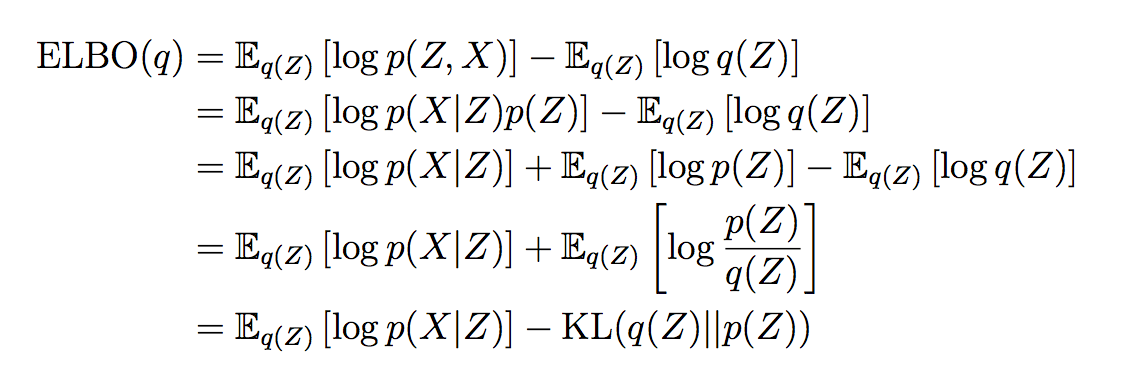 ELBO(q) = 𝔼_{q(Z)} [log p(Z, X)] − 𝔼_{q(Z)} [log q(Z)]
= 𝔼_{q(Z)} [log p(X|Z)p(Z)] − 𝔼_{q(Z)} [log q(Z)]
= 𝔼_{q(Z)} [log p(X|Z)] + 𝔼_{q(Z)} [log p(Z)] − 𝔼_{q(Z)} [log q(Z)]
= 𝔼_{q(Z)} [log p(X|Z)] + 𝔼_{q(Z)} [log \frac{p(Z)}{q(Z)}]
= 𝔼_{q(Z)} [log p(X|Z)] − KL(q(Z)||p(Z))